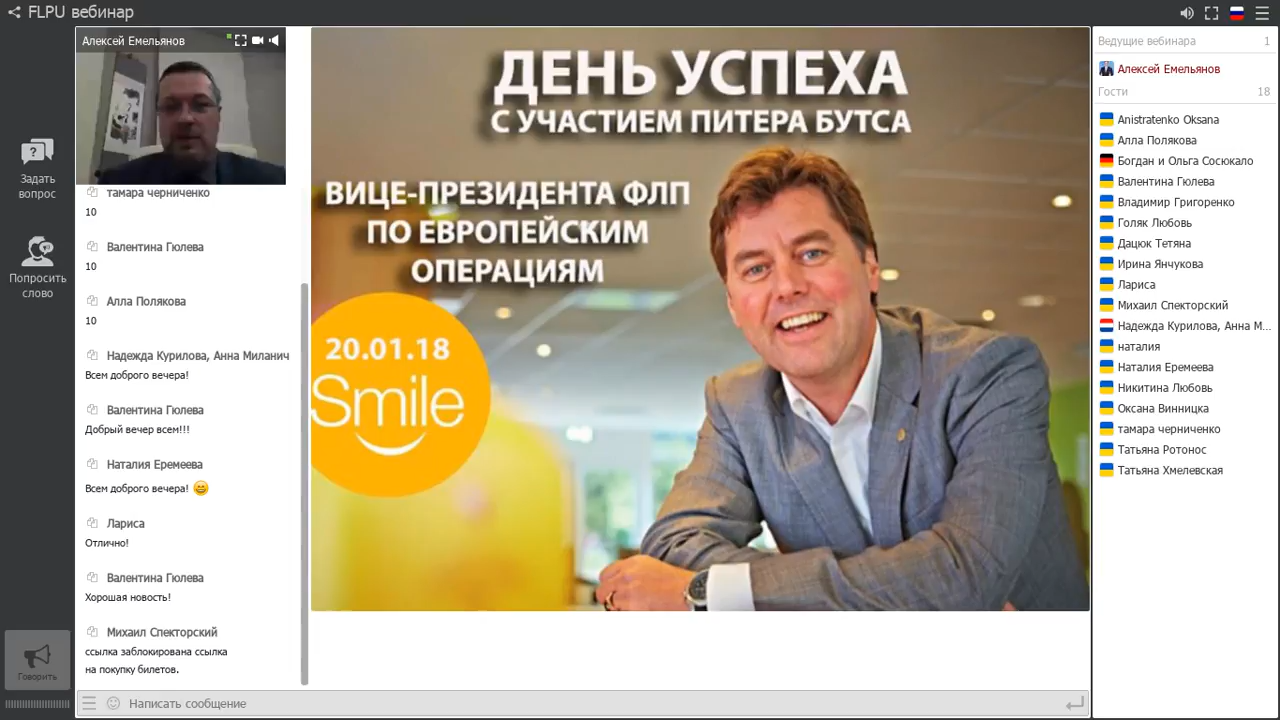 FLPU вебинар
Задать
вопрос
Попросить
слово
Говорить
Алексей Емельянов
тамара черниченко
10
Валентина Гюлева
10
Алла Полякова
10
Надежда Курилова, Анна Миланич
Всем доброго вечера!
Валентина Гюлева
Добрый вечер всем!!!
Наталия Еремеева
Всем доброго вечера!
Лариса
Отлично!
Валентина Гюлева
Хорошая новость!
Михаил Спекторский
ссылка заблокирована ссылка
на покупку билетов.
Написать сообщение
ДЕНЬ УСПЕХА
С УЧАСТИЕМ ПИТЕРА БУТСА
ВИЦЕ-ПРЕЗИДЕНТА ФЛП
ПО ЕВРОПЕЙСКИМ
ОПЕРАЦИЯМ
20.01.18
Smile
Ведущие вебинара 1
Алексей Емельянов
Гости 18
Anistratenko Oksana
Алла Полякова
Богдан и Ольга Сосюкало
Валентина Гюлева
Владимир Григоренко
Голяк Любовь
Дацюк Тетяна
Ирина Янчукова
Лариса
Михаил Спекторский
Надежда Курилова, Анна М...
наталия
Наталия Еремеева
Никитина Любовь
Оксана Винницка
тамара черниченко
Татьяна Ротонос
Татьяна Хмелевская